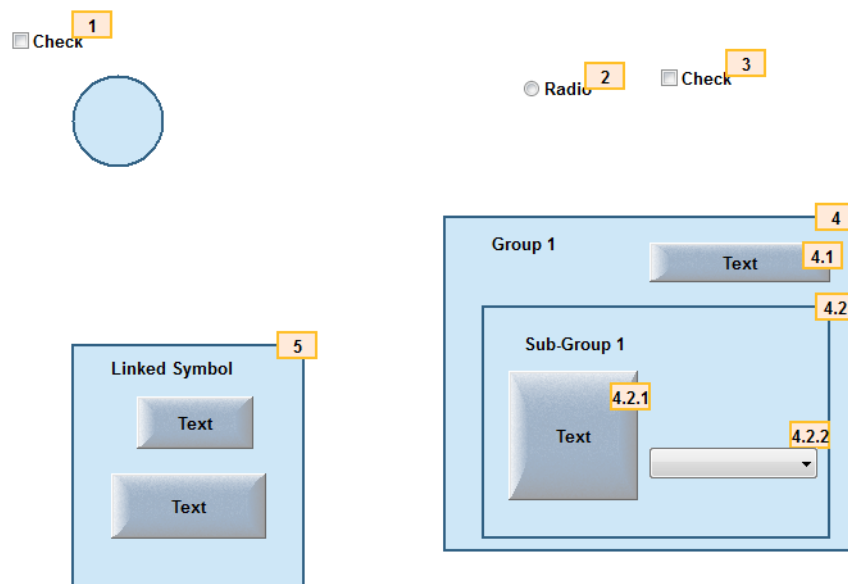 1
Check
2
Radio
3
Check
4
Group 1
4.1
Text
4.2
Sub-Group 1
4.2.1
Text
4.2.2
5
Linked Symbol
Text
Text